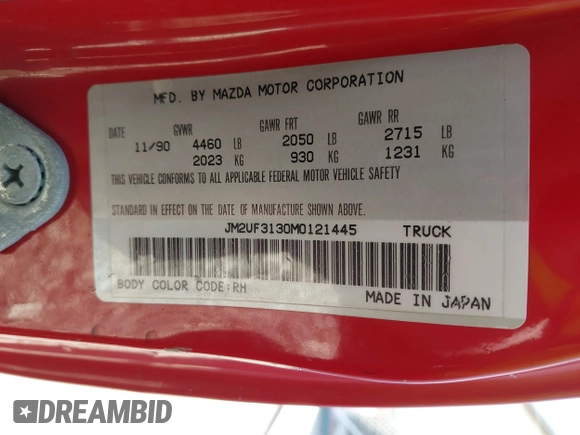 MFD. BY MAZDA MOTOR CORPORATION
DATE GVWR GAWR FRT GAWR RR
11/90 4460 LB 2050 LB 2715 LB
2023 KG 930 KG 1231 KG
THIS VEHICLE CONFORMS TO ALL APPLICABLE FEDERAL MOTOR VEHICLE SAFETY
STANDARD IN EFFECT ON THE DATE OF MANUFACTURE SHOWN ABOVE.
JM2UF3130M0121445 TRUCK
BODY COLOR CODE:RH
MADE IN JAPAN
DREAMBID